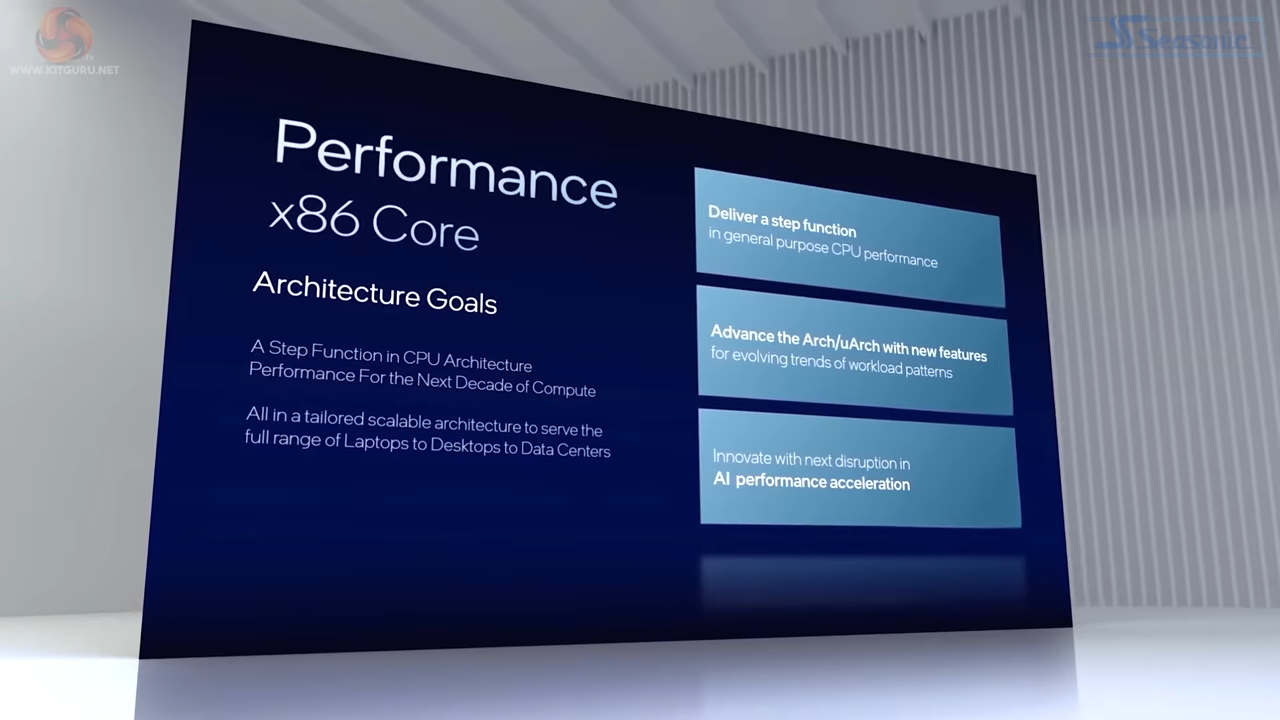 TV
WWW.KITGURU.NET
Seasonic
Performance
x86 Core
Architecture Goals
A Step Function in CPU Architecture
Performance For the Next Decade of Compute
All in a tailored scalable architecture to serve the
full range of Laptops to Desktops to Data Centers
Deliver a step function
in general purpose CPU performance
Advance the Arch/uArch with new features
for evolving trends of workload patterns
Innovate with next disruption in
AI performance acceleration